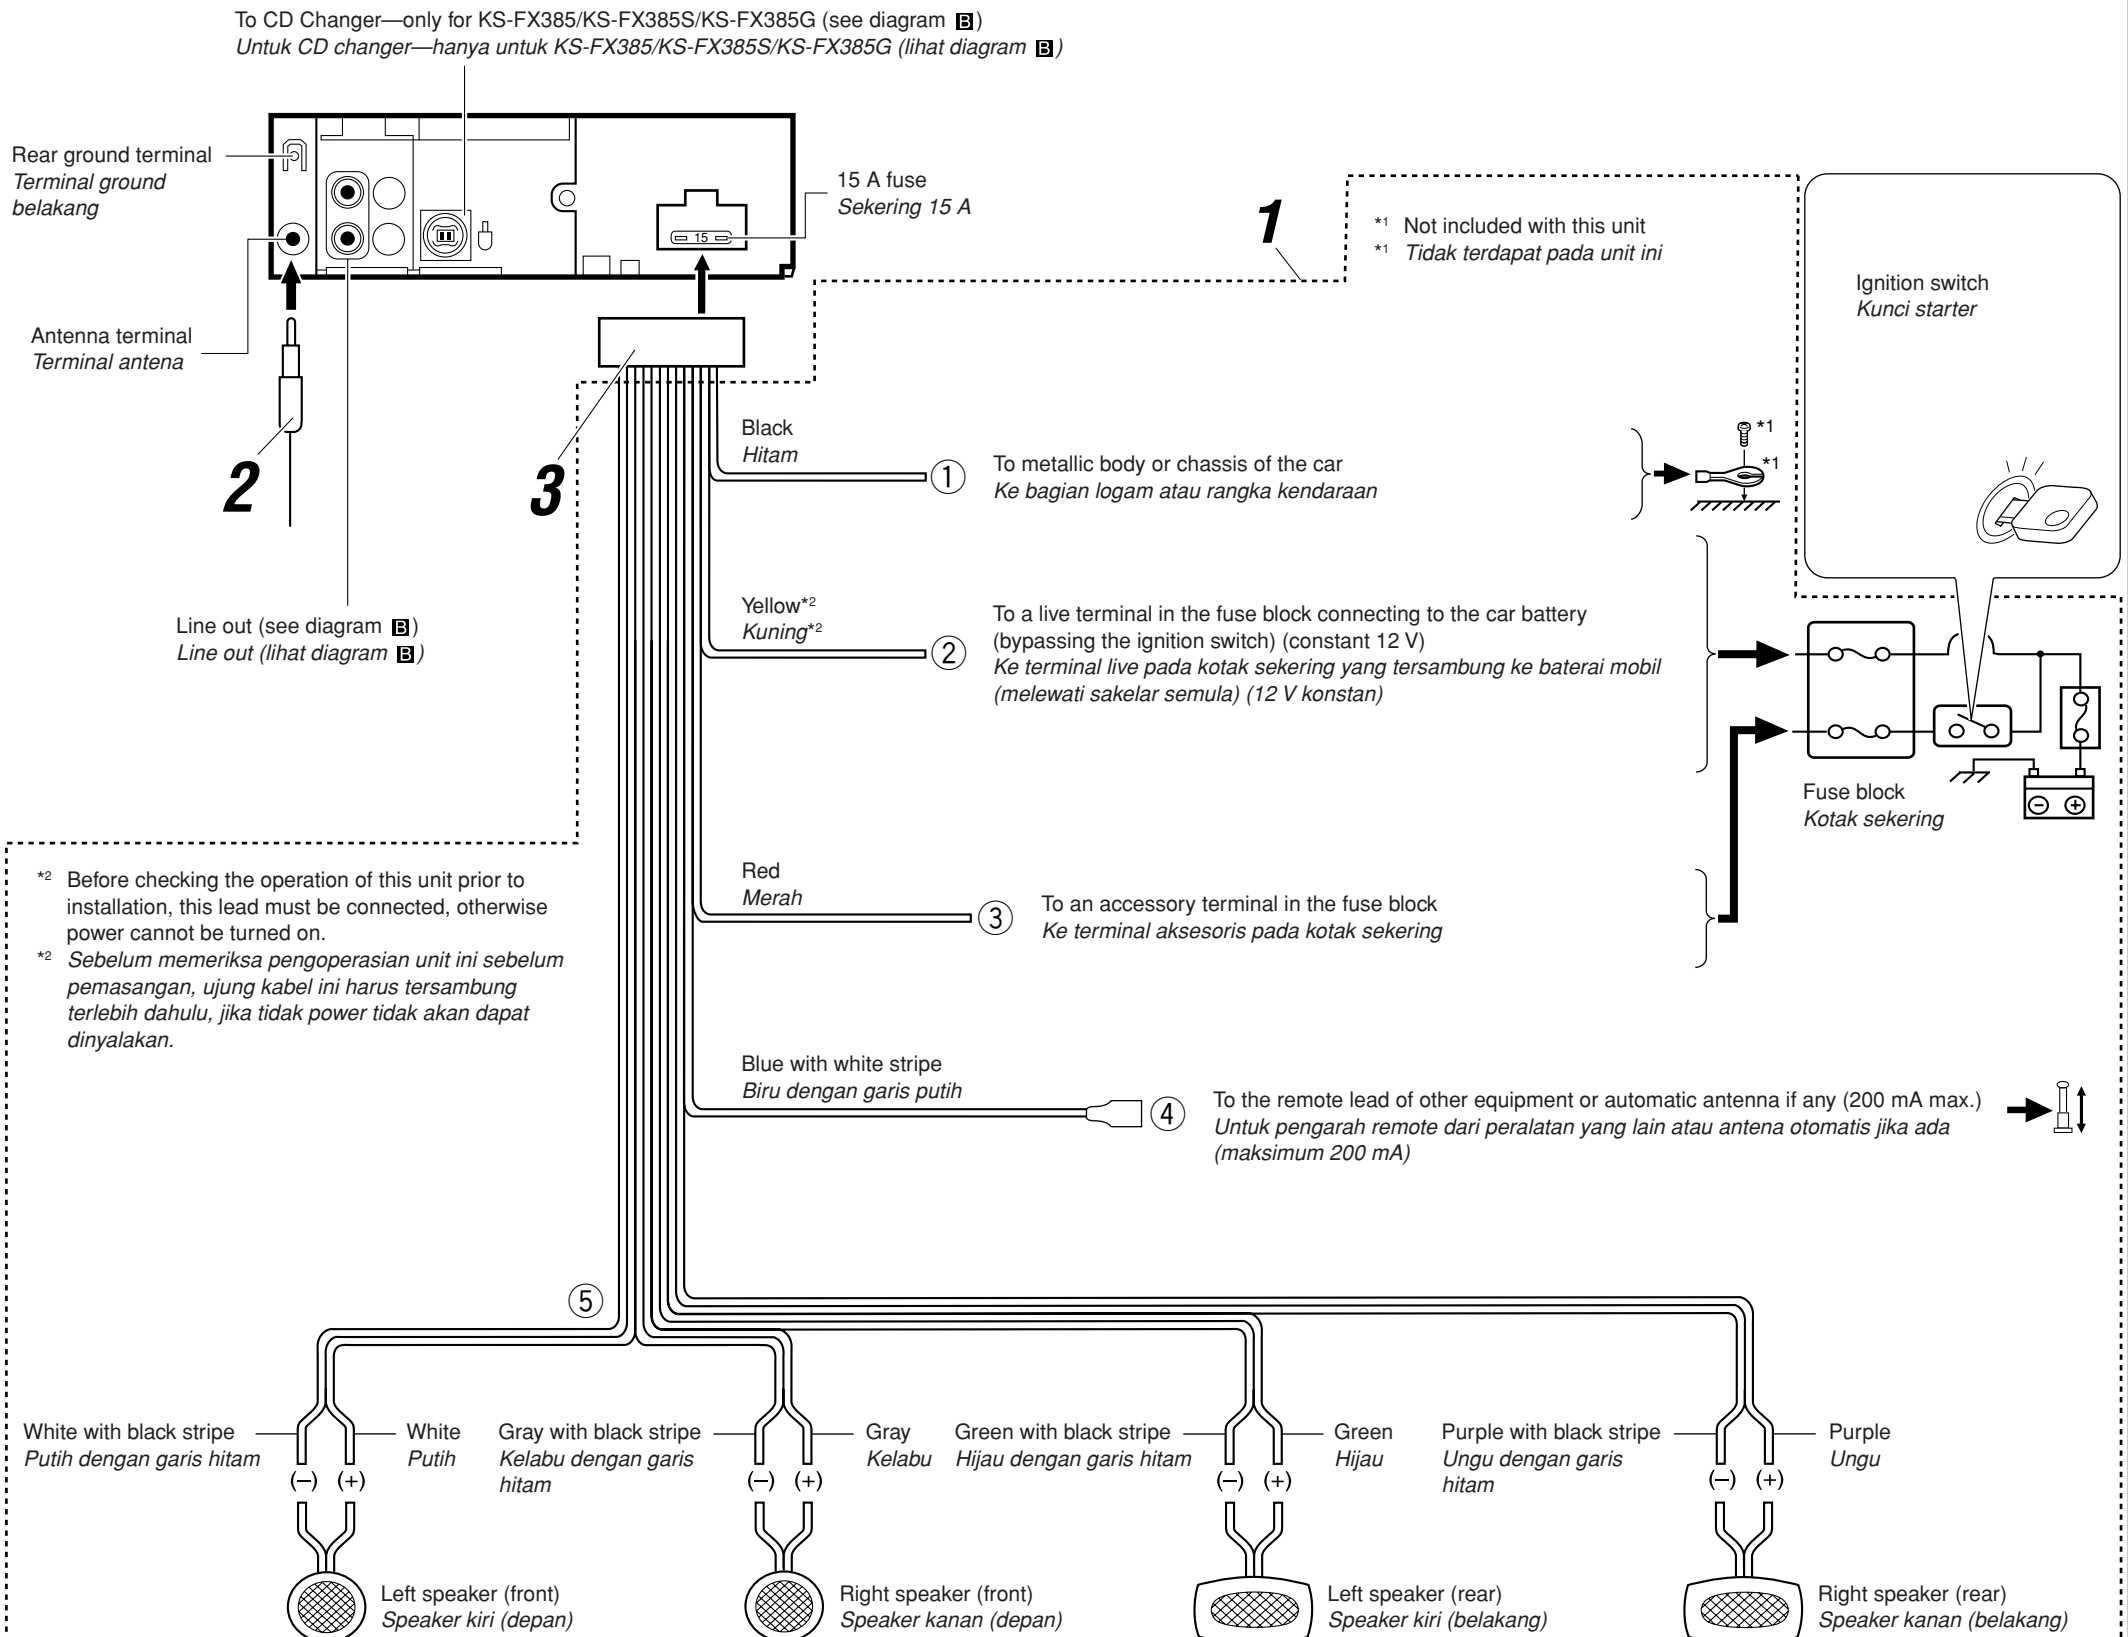 To CD Changer—only for KS-FX385/KS-FX385S/KS-FX385G (see diagram B)
Untuk CD changer—hanya untuk KS-FX385/KS-FX385S/KS-FX385G (lihat diagram B)
Rear ground terminal
Terminal ground
belakang
15 A fuse
Sekering 15 A
15
1
*1 Not included with this unit
*1 Tidak terdapat pada unit ini
Ignition switch
Kunci starter
Antenna terminal
Terminal antena
2
3
Black
Hitam
1
To metallic body or chassis of the car
Ke bagian logam atau rangka kendaraan
*1
*1
Line out (see diagram B)
Line out (lihat diagram B)
Yellow*2
Kuning*2
2
To a live terminal in the fuse block connecting to the car battery
(bypassing the ignition switch) (constant 12 V)
Ke terminal live pada kotak sekering yang tersambung ke baterai mobil
(melewati sakelar semula) (12 V konstan)
Fuse block
Kotak sekering
*2 Before checking the operation of this unit prior to
installation, this lead must be connected, otherwise
power cannot be turned on.
*2 Sebelum memeriksa pengoperasian unit ini sebelum
pemasangan, ujung kabel ini harus tersambung
terlebih dahulu, jika tidak power tidak akan dapat
dinyalakan.
Red
Merah
3
To an accessory terminal in the fuse block
Ke terminal aksesoris pada kotak sekering
Blue with white stripe
Biru dengan garis putih
4
To the remote lead of other equipment or automatic antenna if any (200 mA max.)
Untuk pengarah remote dari peralatan yang lain atau antena otomatis jika ada
(maksimum 200 mA)
5
White with black stripe
Putih dengan garis hitam
White
Putih
Gray with black stripe
Kelabu dengan garis
hitam
Gray
Kelabu
Green with black stripe
Hijau dengan garis hitam
Green
Hijau
Purple with black stripe
Ungu dengan garis
hitam
Purple
Ungu
(−) (+)
(−) (+)
(−) (+)
(−) (+)
Left speaker (front)
Speaker kiri (depan)
Right speaker (front)
Speaker kanan (depan)
Left speaker (rear)
Speaker kiri (belakang)
Right speaker (rear)
Speaker kanan (belakang)